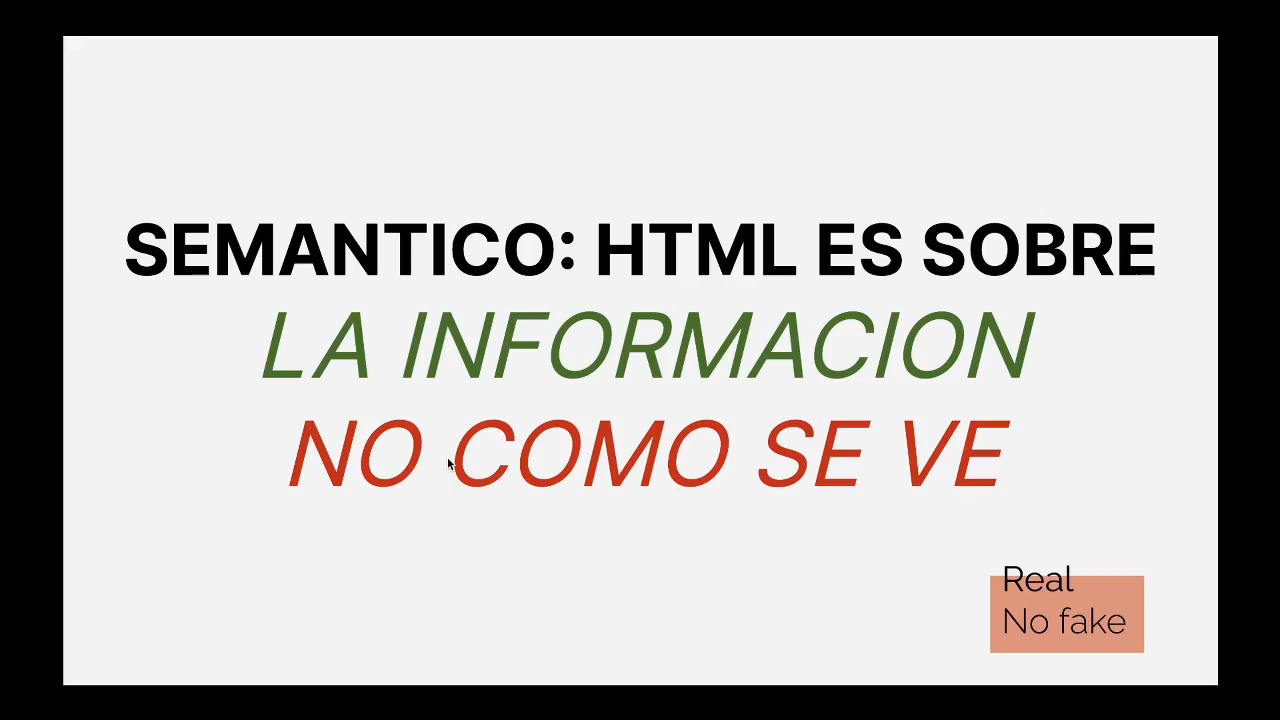 SEMANTICO: HTML ES SOBRE
LA INFORMACION
NO COMO SE VE
Real
No fake